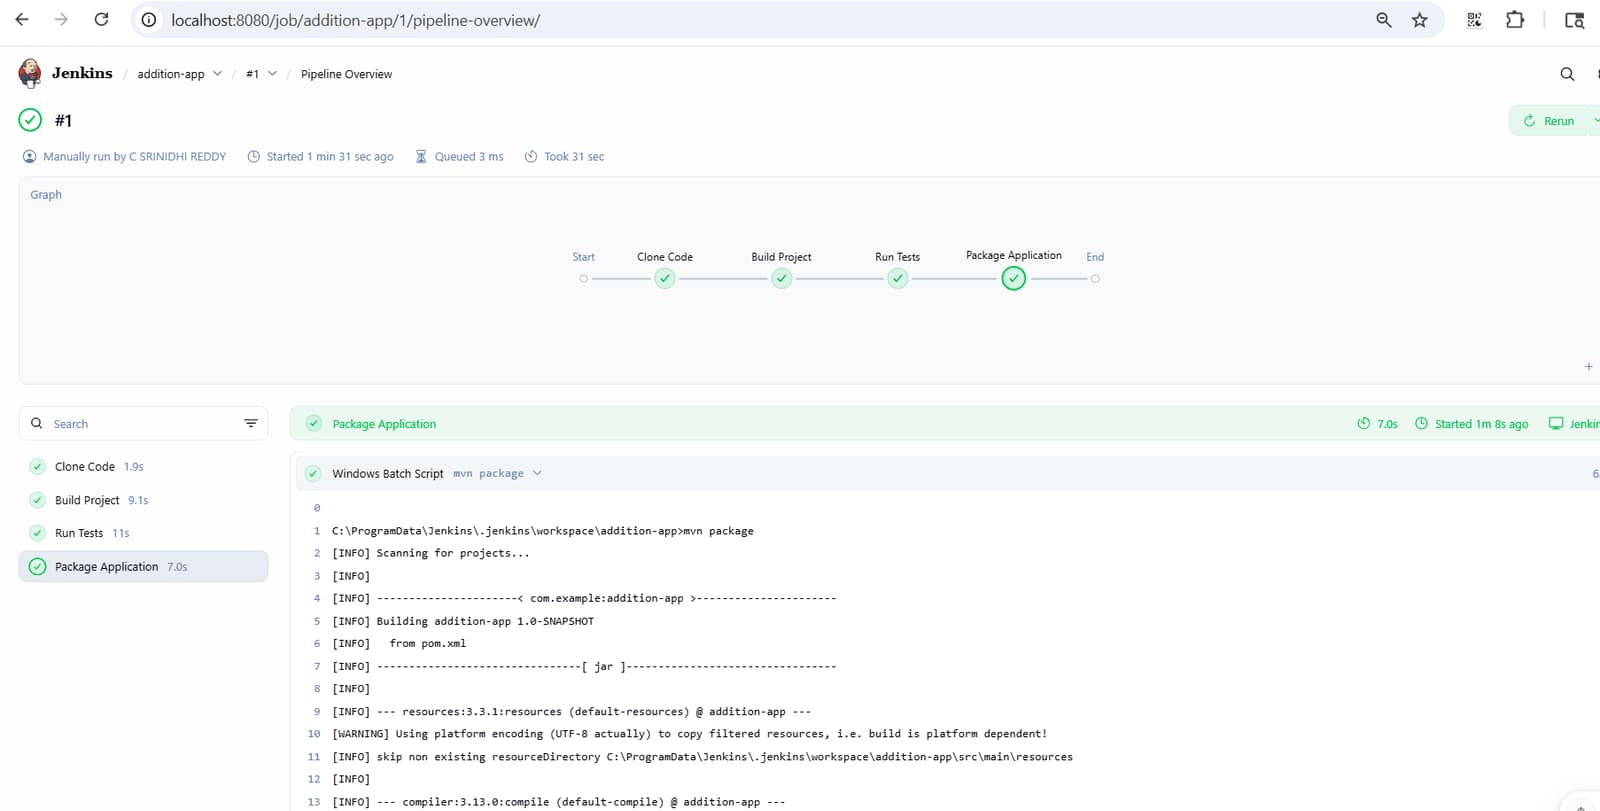 localhost:8080/job/addition-app/1/pipeline-overview/
Jenkins / addition-app / #1 / Pipeline Overview
#1
Rerun
Manually run by C SRINIDHI REDDY Started 1 min 31 sec ago Queued 3 ms Took 31 sec
Graph
Start Clone Code Build Project Run Tests Package Application End
+
Search
Package Application 7.0s Started 1m 8s ago
Clone Code 1.9s
Build Project 9.1s
Run Tests 11s
Package Application 7.0s
Windows Batch Script mvn package
0
1 C:\ProgramData\Jenkins\.jenkins\workspace\addition-app>mvn package
2 [INFO] Scanning for projects...
3 [INFO]
4 [INFO] ----------------------< com.example:addition-app >----------------------
5 [INFO] Building addition-app 1.0-SNAPSHOT
6 [INFO]   from pom.xml
7 [INFO] --------------------------------[ jar ]---------------------------------
8 [INFO]
9 [INFO] --- resources:3.3.1:resources (default-resources) @ addition-app ---
10 [WARNING] Using platform encoding (UTF-8 actually) to copy filtered resources, i.e. build is platform dependent!
11 [INFO] skip non existing resourceDirectory C:\ProgramData\Jenkins\.jenkins\workspace\addition-app\src\main\resources
12 [INFO]
13 [INFO] --- compiler:3.13.0:compile (default-compile) @ addition-app ---